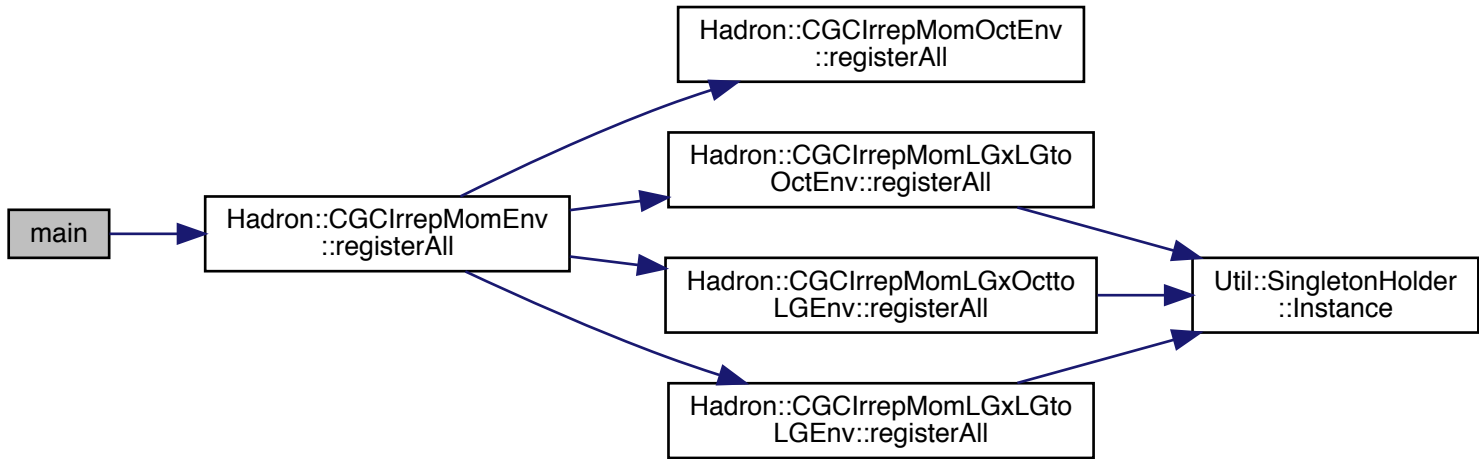 main
Hadron::CGCIrrepMomEnv
::registerAll
Hadron::CGCIrrepMomOctEnv
::registerAll
Hadron::CGCIrrepMomLGxLGto
OctEnv::registerAll
Hadron::CGCIrrepMomLGxOctto
LGEnv::registerAll
Hadron::CGCIrrepMomLGxLGto
LGEnv::registerAll
Util::SingletonHolder
::Instance